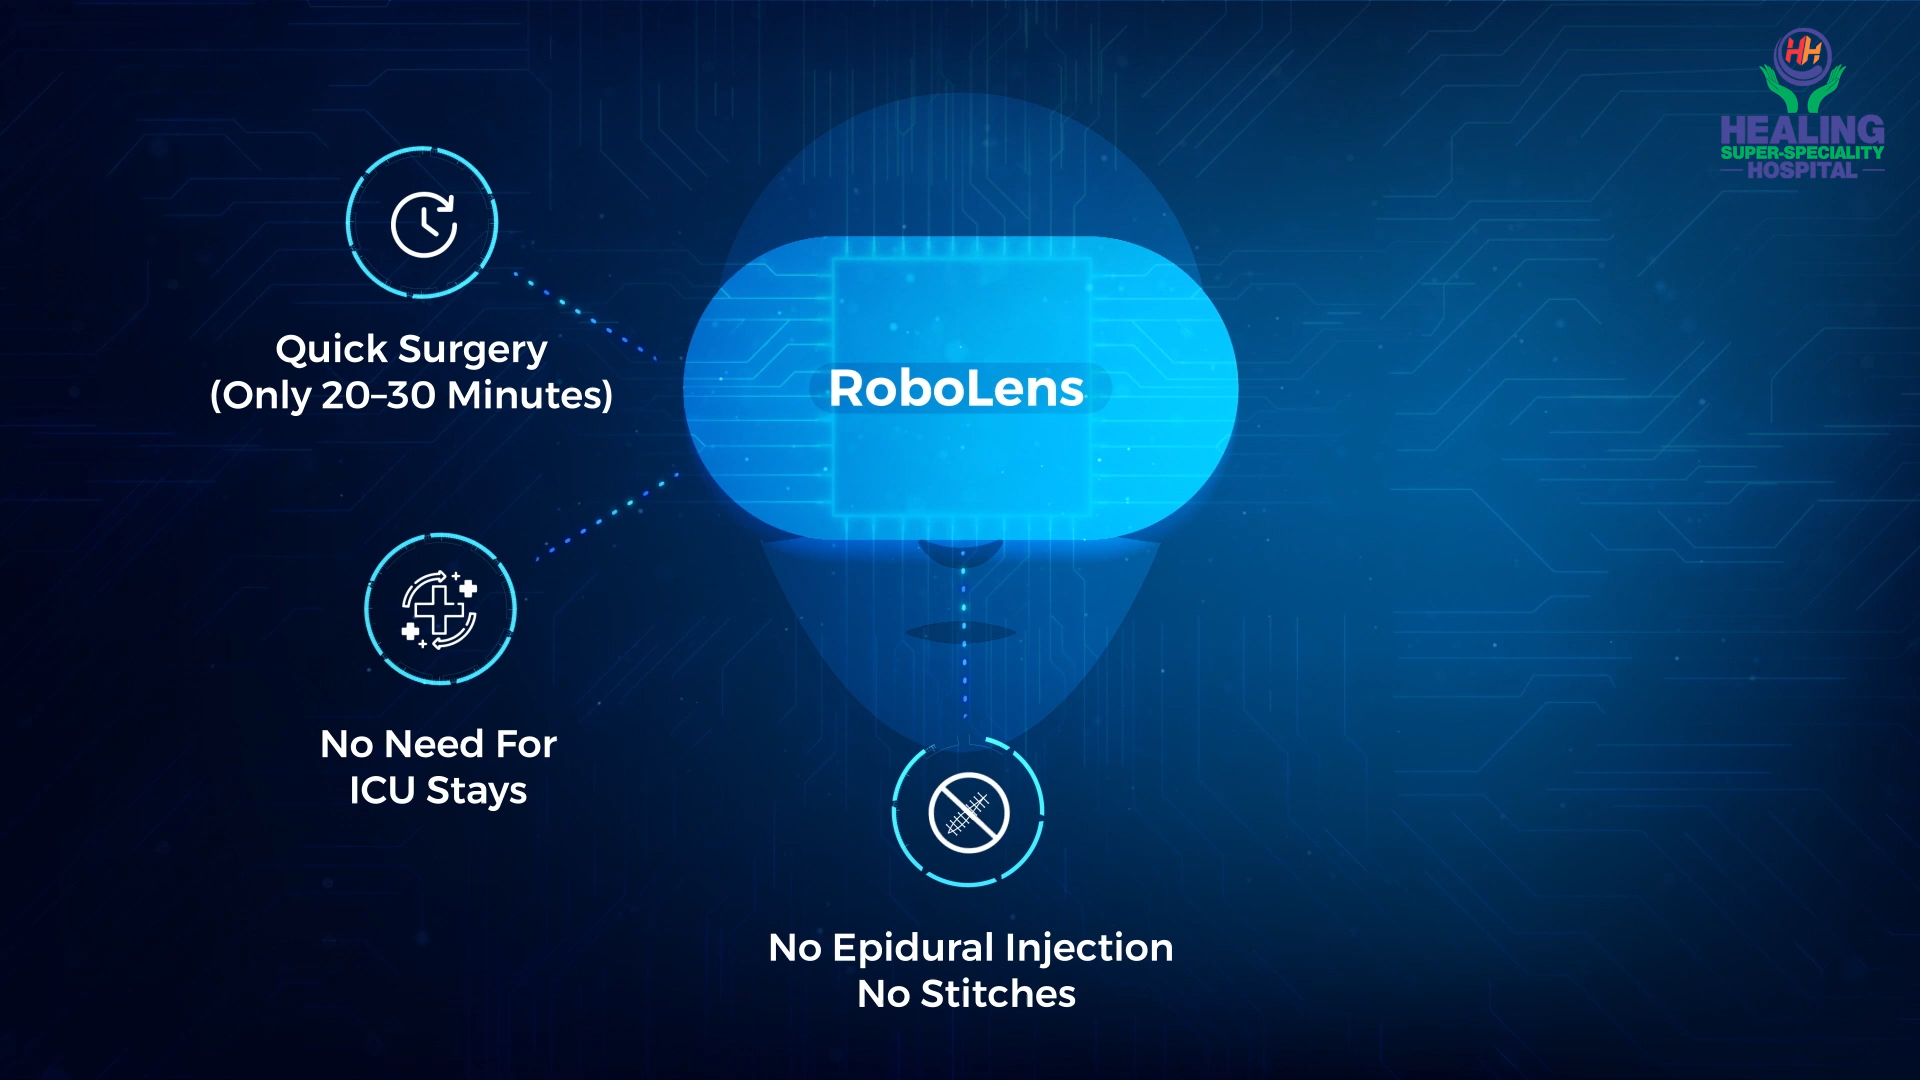 HH
HEALING
SUPER-SPECIALITY
HOSPITAL
RoboLens
Quick Surgery
(Only 20–30 Minutes)
No Need For
ICU Stays
No Epidural Injection
No Stitches